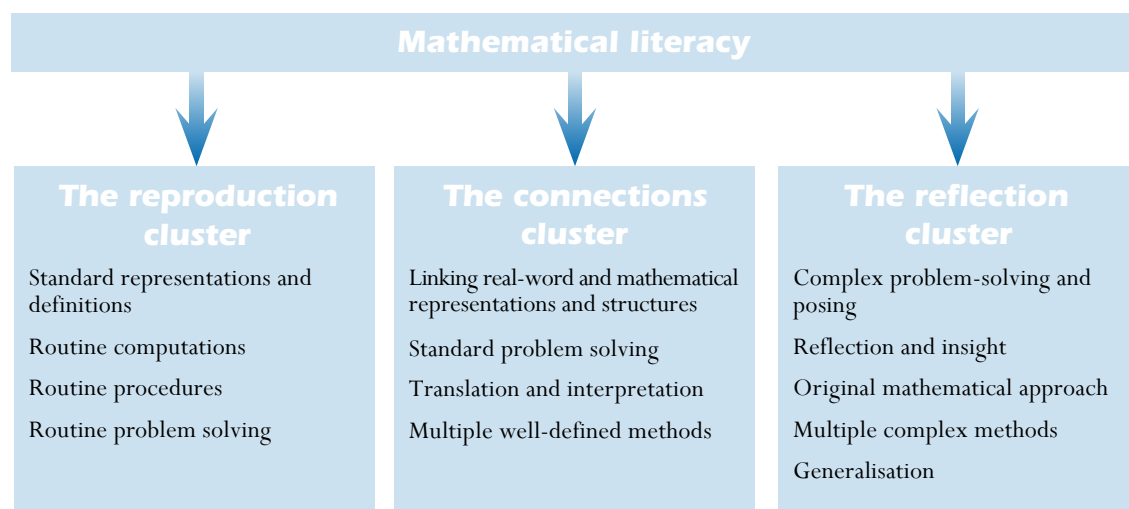 Mathematical literacy
The reproduction
cluster
Standard representations and
definitions
Routine computations
Routine procedures
Routine problem solving
The connections
cluster
Linking real-word and mathematical
representations and structures
Standard problem solving
Translation and interpretation
Multiple well-defined methods
The reflection
cluster
Complex problem-solving and
posing
Reflection and insight
Original mathematical approach
Multiple complex methods
Generalisation